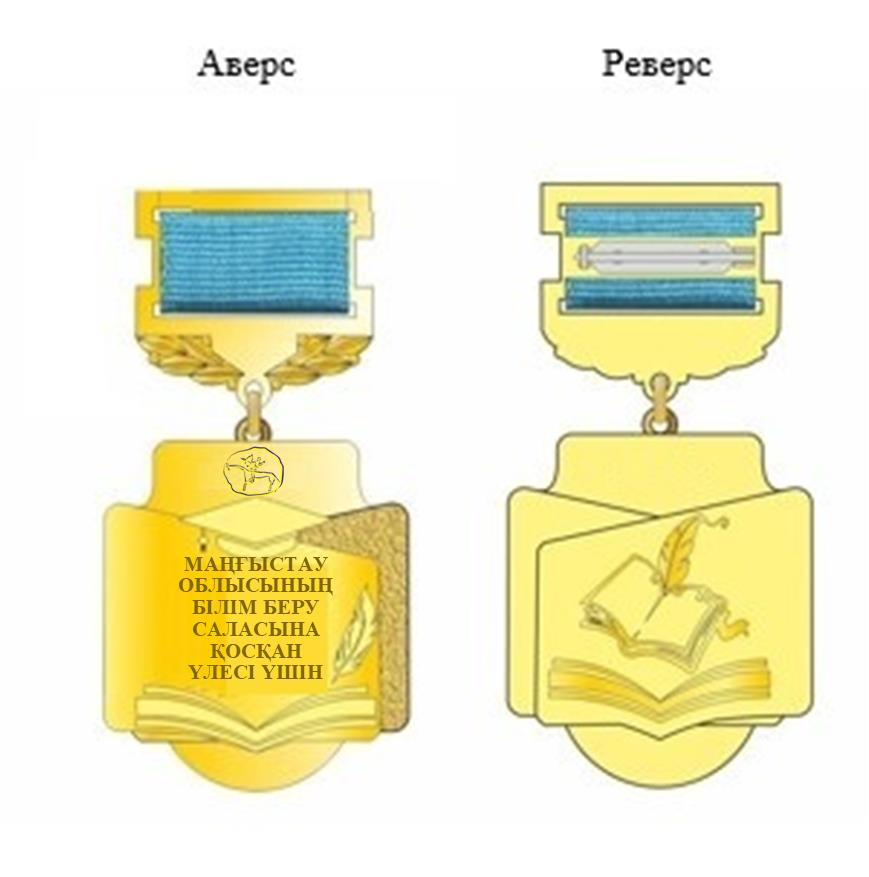 Аверс Реверс
МАҢҒЫСТАУ
ОБЛЫСЫНЫҢ
БІЛІМ БЕРУ
САЛАСЫНА
ҚОСҚАН
ҮЛЕСІ ҮШІН